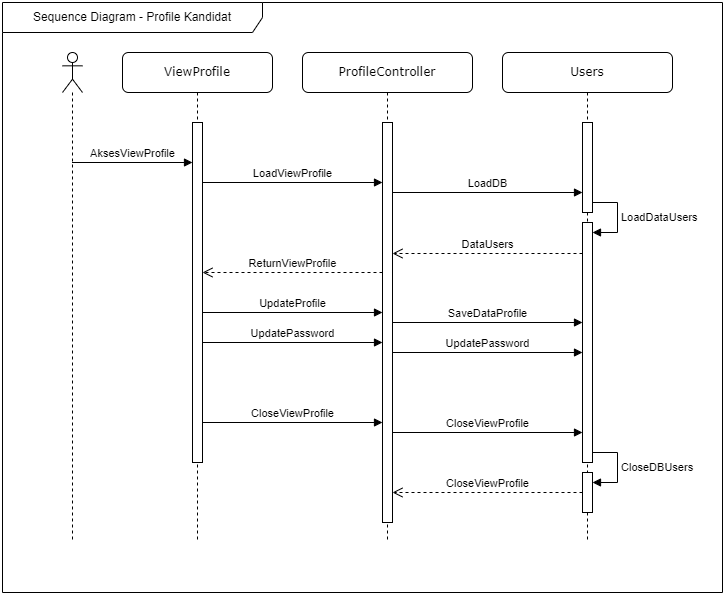 Sequence Diagram - Profile Kandidat
ViewProfile
ProfileController
Users
AksesViewProfile
LoadViewProfile
LoadDB
LoadDataUsers
DataUsers
ReturnViewProfile
UpdateProfile
SaveDataProfile
UpdatePassword
UpdatePassword
CloseViewProfile
CloseViewProfile
CloseDBUsers
CloseViewProfile